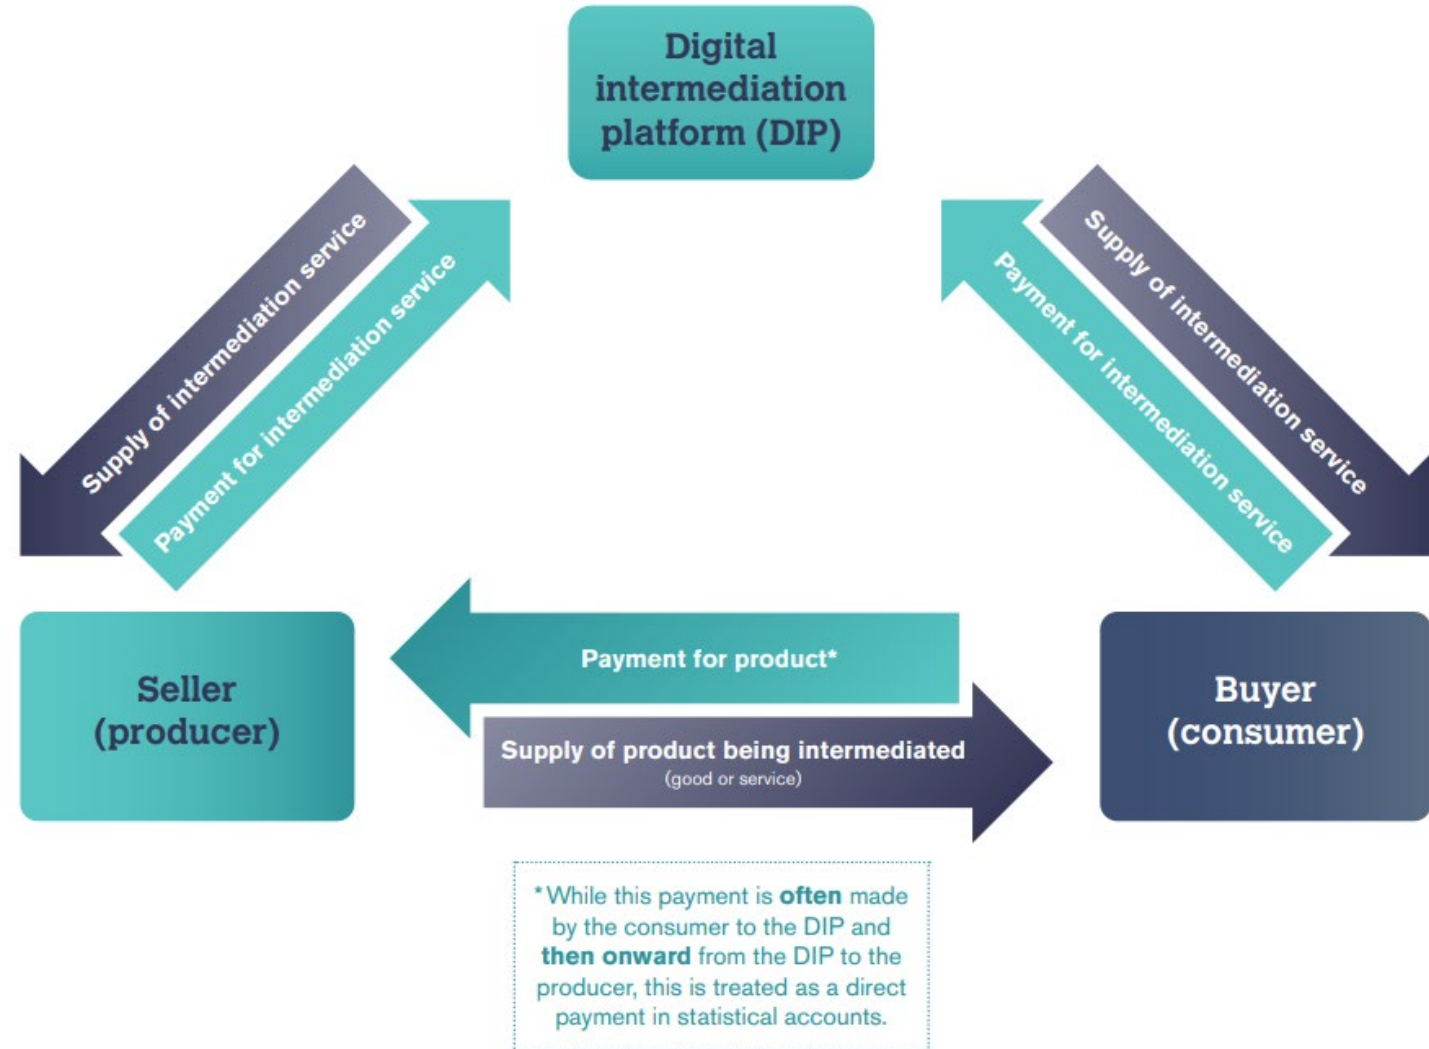 Digital
intermediation
platform (DIP)
Supply of intermediation service
Payment for intermediation service
Payment for intermediation service
Supply of intermediation service
Seller
(producer)
Payment for product*
Supply of product being intermediated
(good or service)
Buyer
(consumer)
* While this payment is often made
by the consumer to the DIP and
then onward from the DIP to the
producer, this is treated as a direct
payment in statistical accounts.